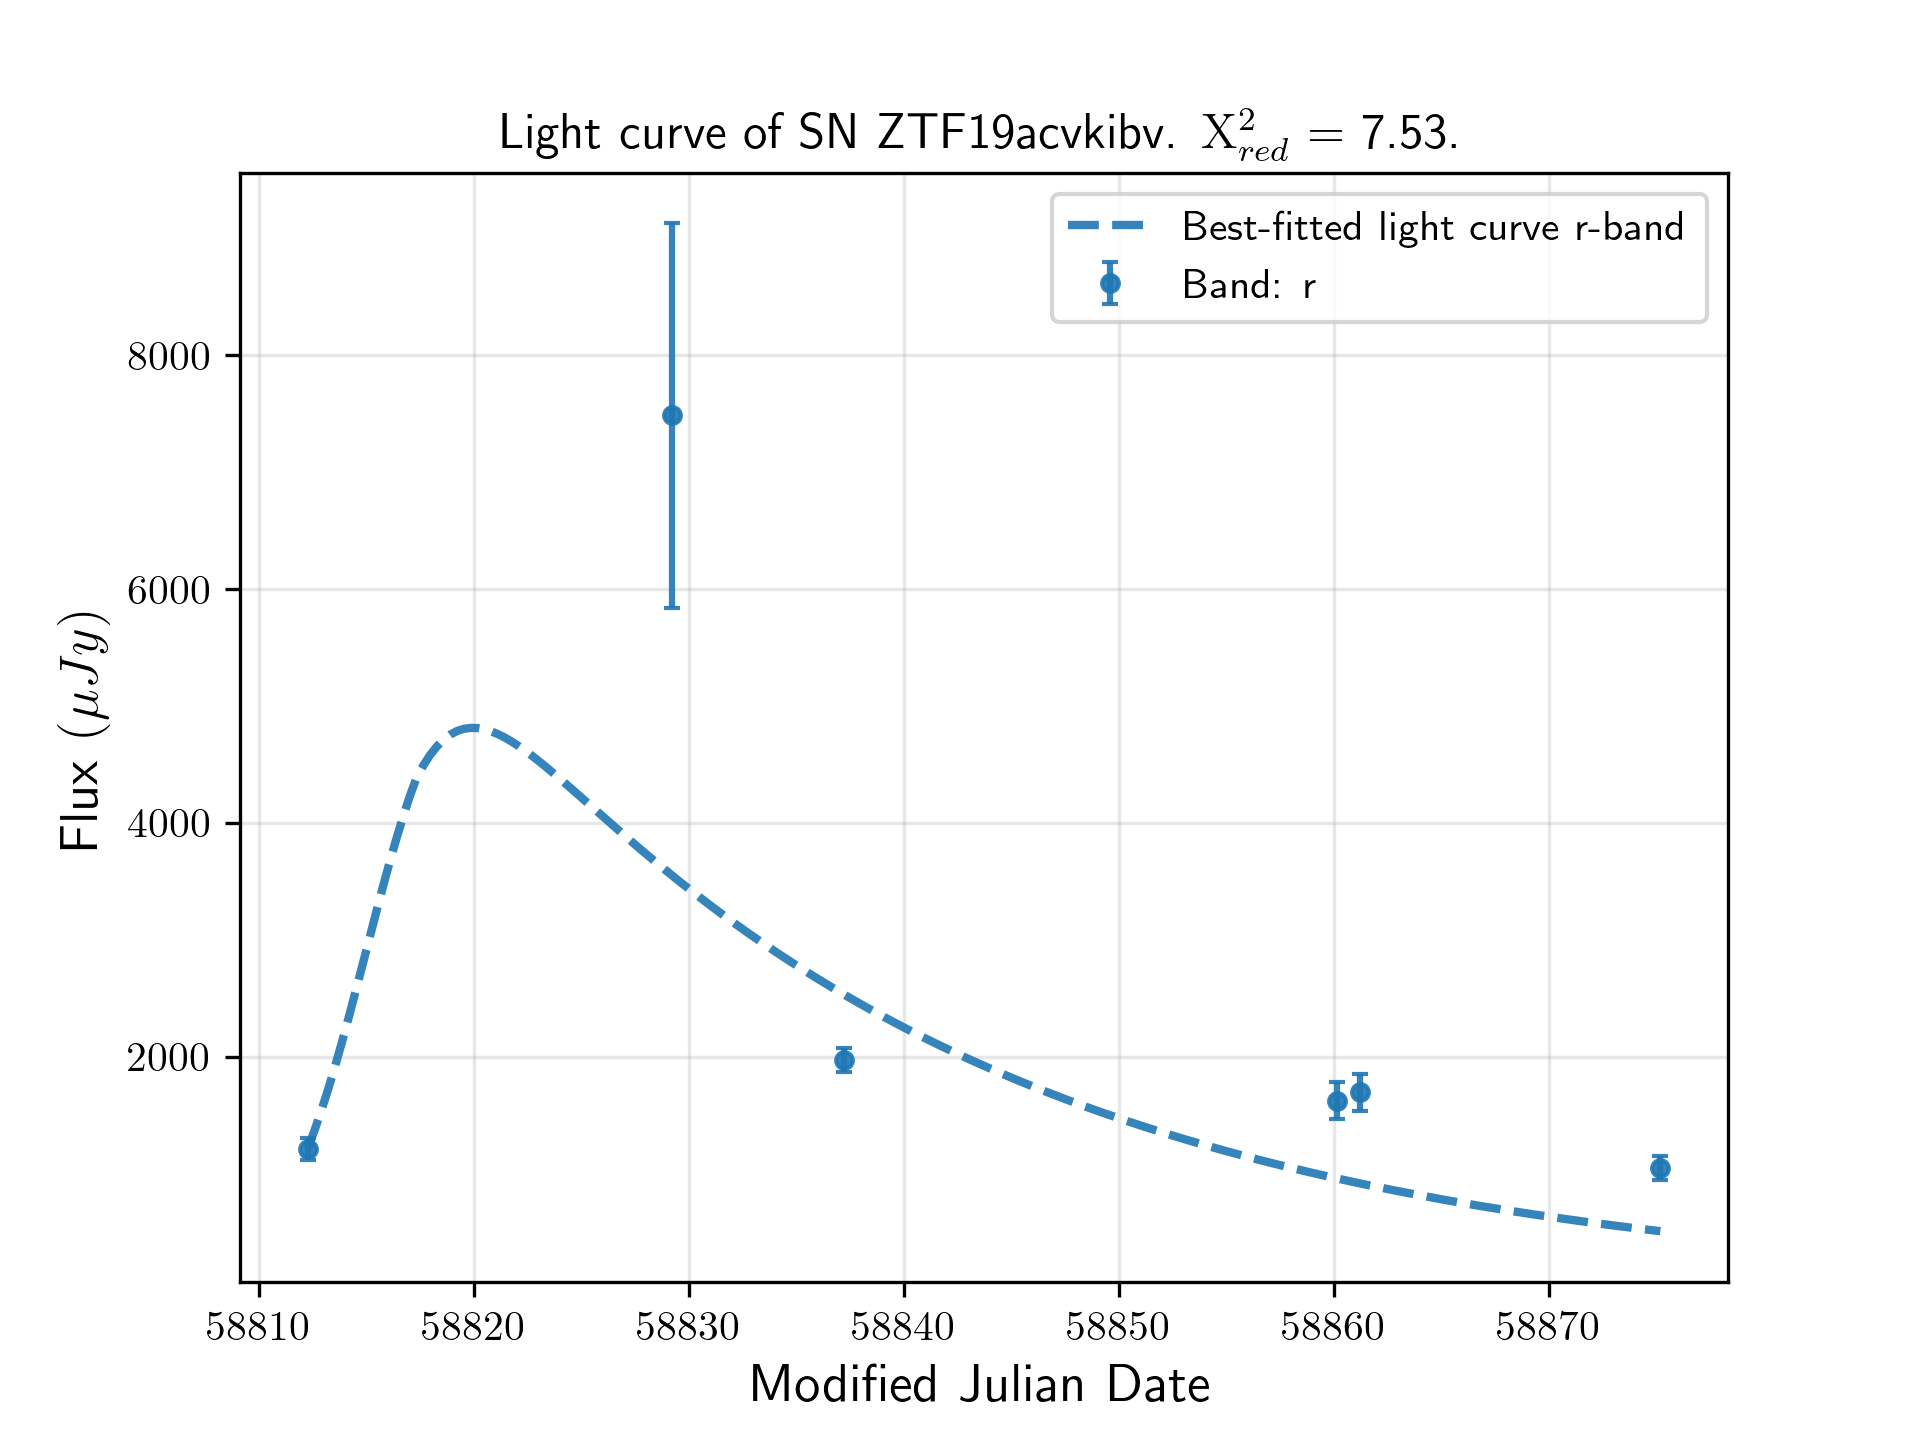 Light curve of SN ZTF19acvkibv. X²_red = 7.53.
Best-fitted light curve r-band
Band: r
8000
6000
4000
2000
Flux (μJy)
58810 58820 58830 58840 58850 58860 58870
Modified Julian Date